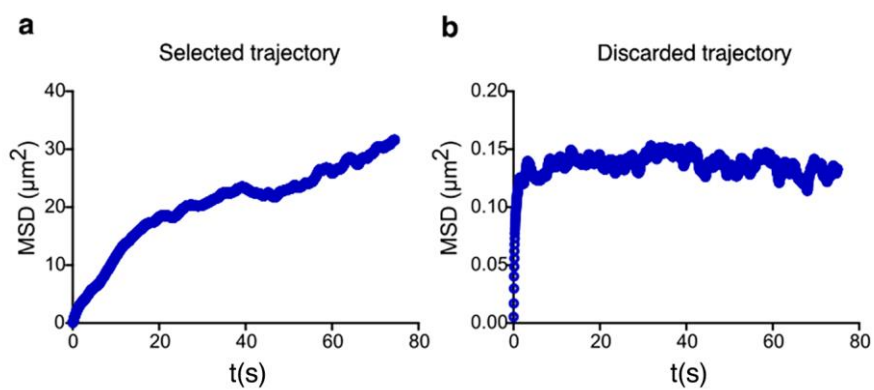 a
Selected trajectory
40
30
20
10
0
MSD (μm²)
0 20 40 60 80
t(s)
b
Discarded trajectory
0.20
0.15
0.10
0.05
0.00
MSD (μm²)
0 20 40 60 80
t(s)